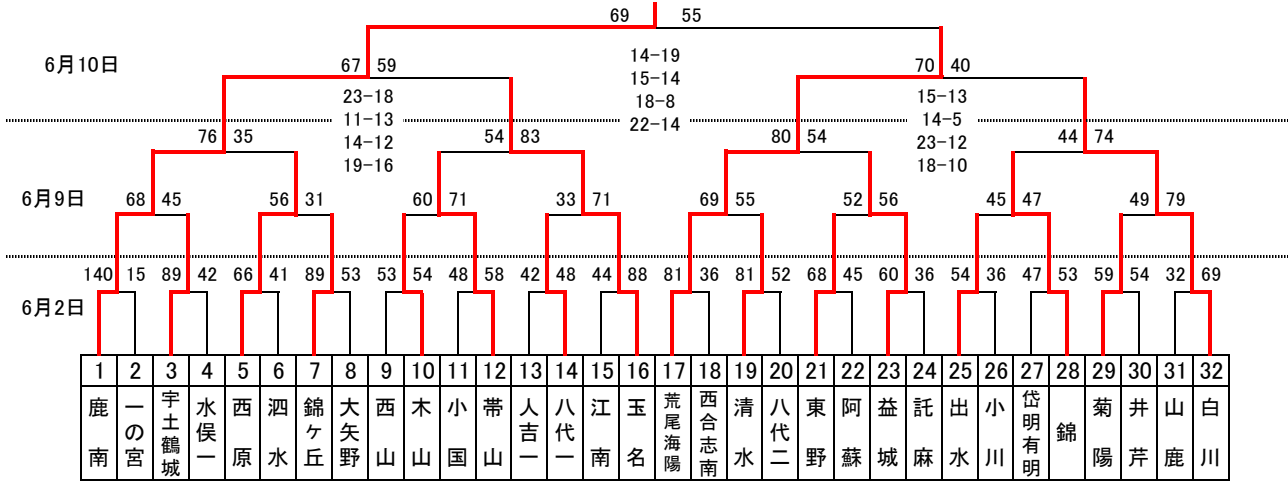 69 55
6月10日
67 59
14-19
15-14
18-8
22-14
70 40
23-18
11-13
14-12
19-16
15-13
14-5
23-12
18-10
76 35 54 83 80 54 44 74
6月9日
68 45 56 31 60 71 33 71 69 55 52 56 45 47 49 79
140 15 89 42 66 41 89 53 53 54 48 58 42 48 44 88 81 36 81 52 68 45 60 36 54 36 47 53 59 54 32 69
6月2日
1 2 3 4 5 6 7 8 9 10 11 12 13 14 15 16 17 18 19 20 21 22 23 24 25 26 27 28 29 30 31 32
鹿南
一の宮
宇土鶴城
水俣一
西原
泗水
錦ヶ丘
大矢野
西山
木山
小国
帯山
人吉一
八代一
江南
玉名
荒尾海陽
西合志南
清水
八代二
東野
阿蘇
益城
託麻
出水
小川
岱明有明
錦
菊陽
井芹
山鹿
白川